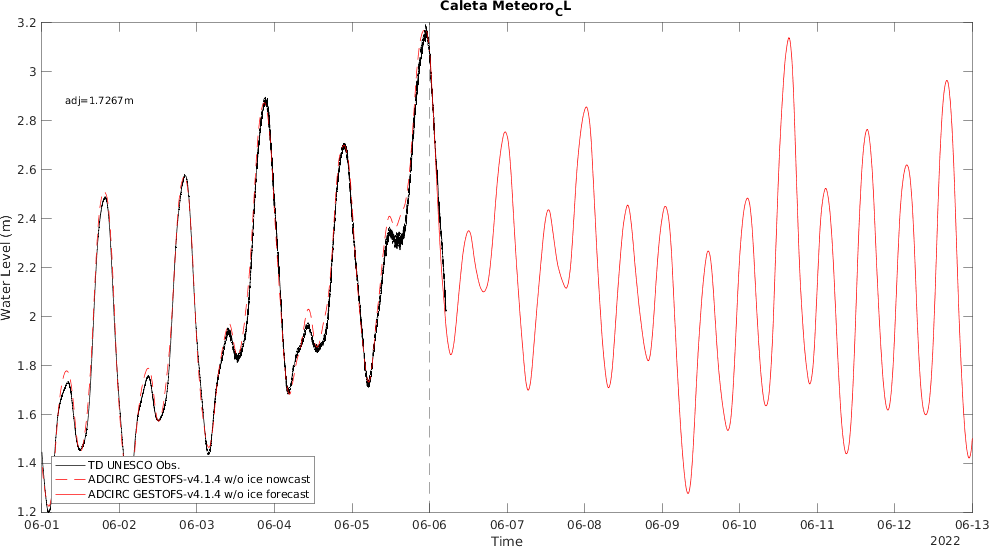 Caleta Meteoro_CL
3.2
3
2.8
2.6
2.4
2.2
2
1.8
1.6
1.4
1.2
Water Level (m)
adj=1.7267m
TD UNESCO Obs.
ADCIRC GESTOFS-v4.1.4 w/o ice nowcast
ADCIRC GESTOFS-v4.1.4 w/o ice forecast
06-01 06-02 06-03 06-04 06-05 06-06 06-07 06-08 06-09 06-10 06-11 06-12 06-13
Time
2022